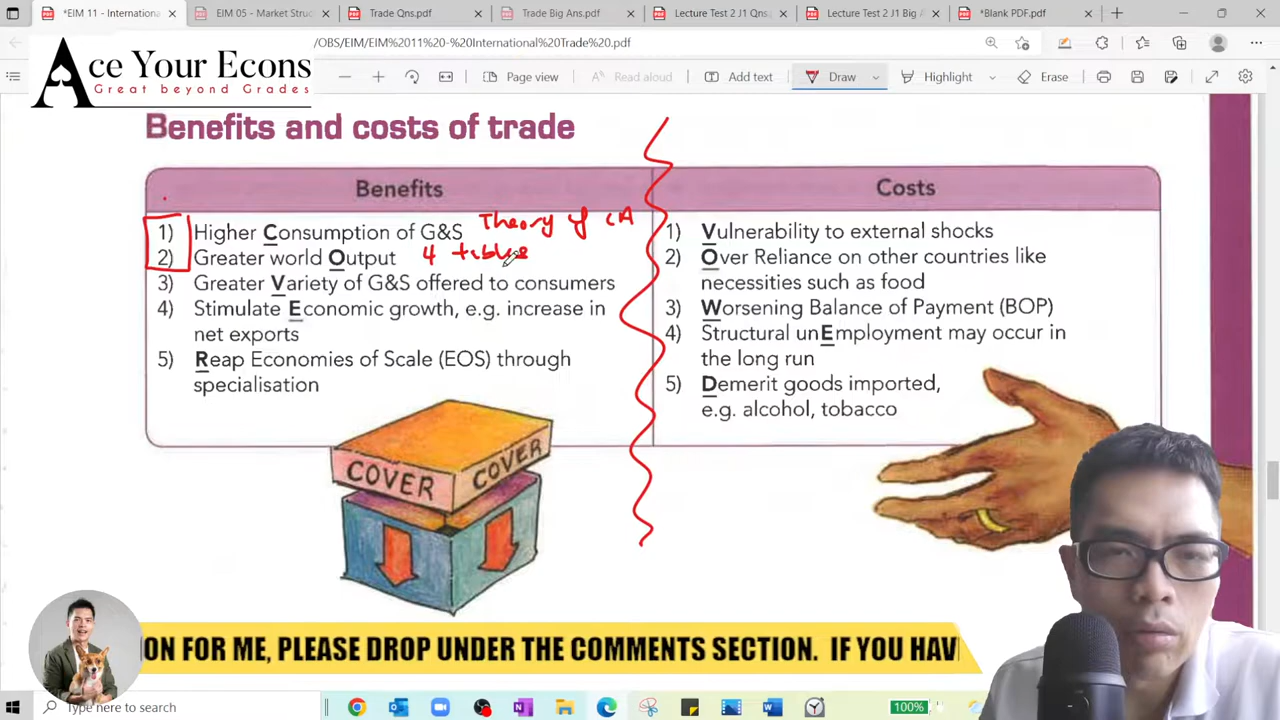 *EIM 11 - Internationa
EIM 05 - Market Struc
Trade Qns.pdf
Trade Big Ans.pdf
Lecture Test 2 J1 Qns.p
Lecture Test 2 J1 Big A
*Blank PDF.pdf
/OBS/EIM/EIM%2011%20-%20International%20Trade%20.pdf
Page view
Read aloud
Add text
Draw
Highlight
Erase
Ace Your Econs
Great beyond Grades
Benefits and costs of trade
Benefits
1) Higher Consumption of G&S
Theory of CA
2) Greater world Output
4 tables
3) Greater Variety of G&S offered to consumers
4) Stimulate Economic growth, e.g. increase in
net exports
5) Reap Economies of Scale (EOS) through
specialisation
Costs
1) Vulnerability to external shocks
2) Over Reliance on other countries like
necessities such as food
3) Worsening Balance of Payment (BOP)
4) Structural unEmployment may occur in
the long run
5) Demerit goods imported,
e.g. alcohol, tobacco
COVER COVER
ON FOR ME, PLEASE DROP UNDER THE COMMENTS SECTION. IF YOU HAV
Type here to search
100%